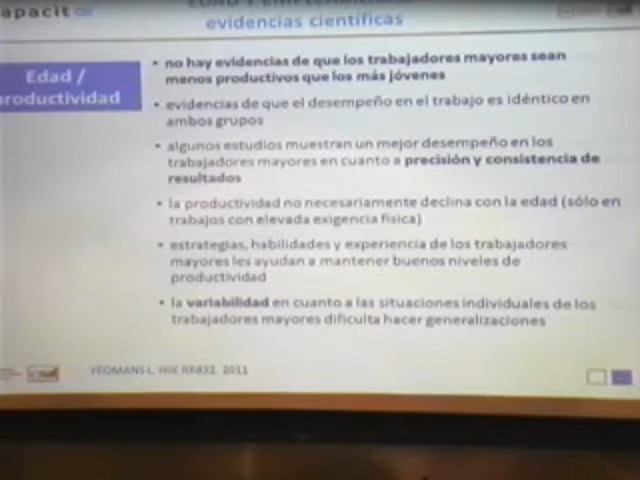 apacit
evidencias científicas
Edad /
productividad
• no hay evidencias de que los trabajadores mayores sean
menos productivos que los más jóvenes
• evidencias de que el desempeño en el trabajo es idéntico en
ambos grupos
• algunos estudios muestran un mejor desempeño en los
trabajadores mayores en cuanto a precisión y consistencia de
resultados
• la productividad no necesariamente declina con la edad (sólo en
trabajos con elevada exigencia física)
• estrategias, habilidades y experiencia de los trabajadores
mayores les ayudan a mantener buenos niveles de
productividad
• la variabilidad en cuanto a las situaciones individuales de los
trabajadores mayores dificulta hacer generalizaciones
YEOMANS L. 2011